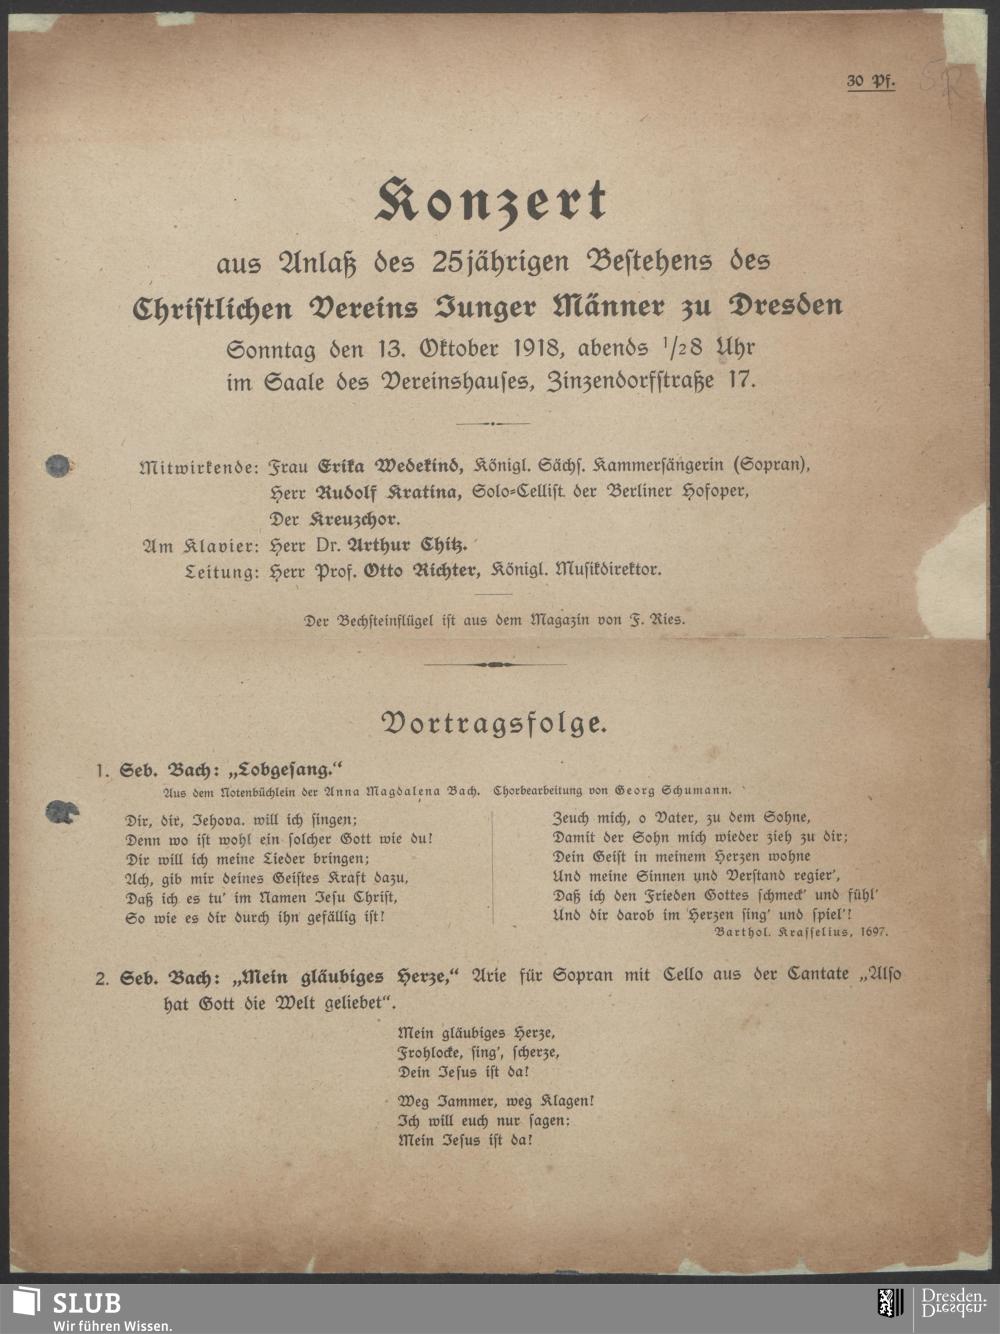 30 Pf.
Konzert
aus Anlaß des 25jährigen Bestehens des
Christlichen Vereins Junger Männer zu Dresden
Sonntag den 13. Oktober 1918, abends 1/28 Uhr
im Saale des Vereinshauses, Zinzendorfstraße 17.
Mitwirkende: Frau Erika Wedekind, Königl. Sächs. Kammersängerin (Sopran),
Herr Rudolf Kratina, Solo-Cellist der Berliner Hofoper,
Der Kreuzchor.
Am Klavier: Herr Dr. Arthur Chitz.
Leitung: Herr Prof. Otto Richter, Königl. Musikdirektor.
Der Bechsteinflügel ist aus dem Magazin von F. Ries.
Vortragsfolge.
1. Seb. Bach: „Lobgesang.“
Aus dem Notenbüchlein der Anna Magdalena Bach. Chorbearbeitung von Georg Schumann.
Dir, dir, Jehova. will ich singen;
Denn wo ist wohl ein solcher Gott wie du!
Dir will ich meine Lieder bringen;
Ach, gib mir deines Geistes Kraft dazu,
Daß ich es tu' im Namen Jesu Christ,
So wie es dir durch ihn gefällig ist!
Zeuch mich, o Vater, zu dem Sohne,
Damit der Sohn mich wieder zieh zu dir;
Dein Geist in meinem Herzen wohne
Und meine Sinnen und Verstand regier',
Daß ich den Frieden Gottes schmeck' und fühl'
Und dir darob im Herzen sing' und spiel'!
Barthol. Krasselius, 1697.
2. Seb. Bach: „Mein gläubiges Herze,“ Arie für Sopran mit Cello aus der Cantate „Also
hat Gott die Welt geliebet“.
Mein gläubiges Herze,
Frohlocke, sing', scherze,
Dein Jesus ist da!
Weg Jammer, weg Klagen!
Ich will euch nur sagen:
Mein Jesus ist da!
SLUB
Wir führen Wissen.
Dresden.
Dresden.